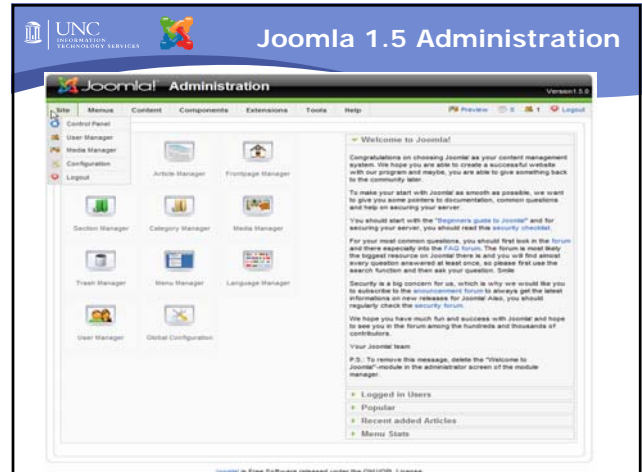 UNC
INFORMATION
TECHNOLOGY SERVICES
Joomla 1.5 Administration
Joomla! Administration
Version 1.5.0
Site Menus Content Components Extensions Tools Help Preview 0 1 Logout
Control Panel
User Manager
Media Manager
Configuration
Logout
Article Manager Frontpage Manager
Section Manager Category Manager Media Manager
Trash Manager Menu Manager Language Manager
User Manager Global Configuration
Welcome to Joomla!
Congratulations on choosing Joomla! as your content management
system. We hope you are able to create a successful website
with our program and maybe, you are able to give something back
to the community later.
To make your start with Joomla! as smooth as possible, we want
to give you some pointers to documentation, common questions
and help on securing your server.
You should start with the "Beginners guide to Joomla!" and for
securing your server, you should read this security checklist.
For your most common questions, you should first look in the forum
and there especially into the FAQ forum. The forum is most likely
the biggest resource on Joomla! there is and you will find almost
every question answered at least once, so please first use the
search function and then ask your question. Smile
Security is a big concern for us, which is why we would like you
to subscribe to the announcement forum to always get the latest
informations on new releases for Joomla! Also, you should
regularly check the security forum.
We hope you have much fun and success with Joomla! and hope
to see you in the forum among the hundreds and thousands of
contributors.
Your Joomla! team
P.S.: To remove this message, delete the "Welcome to
Joomla!"-module in the administrator screen of the module
manager.
Logged in Users
Popular
Recent added Articles
Menu Stats
Joomla! is Free Software released under the GNU/GPL License.